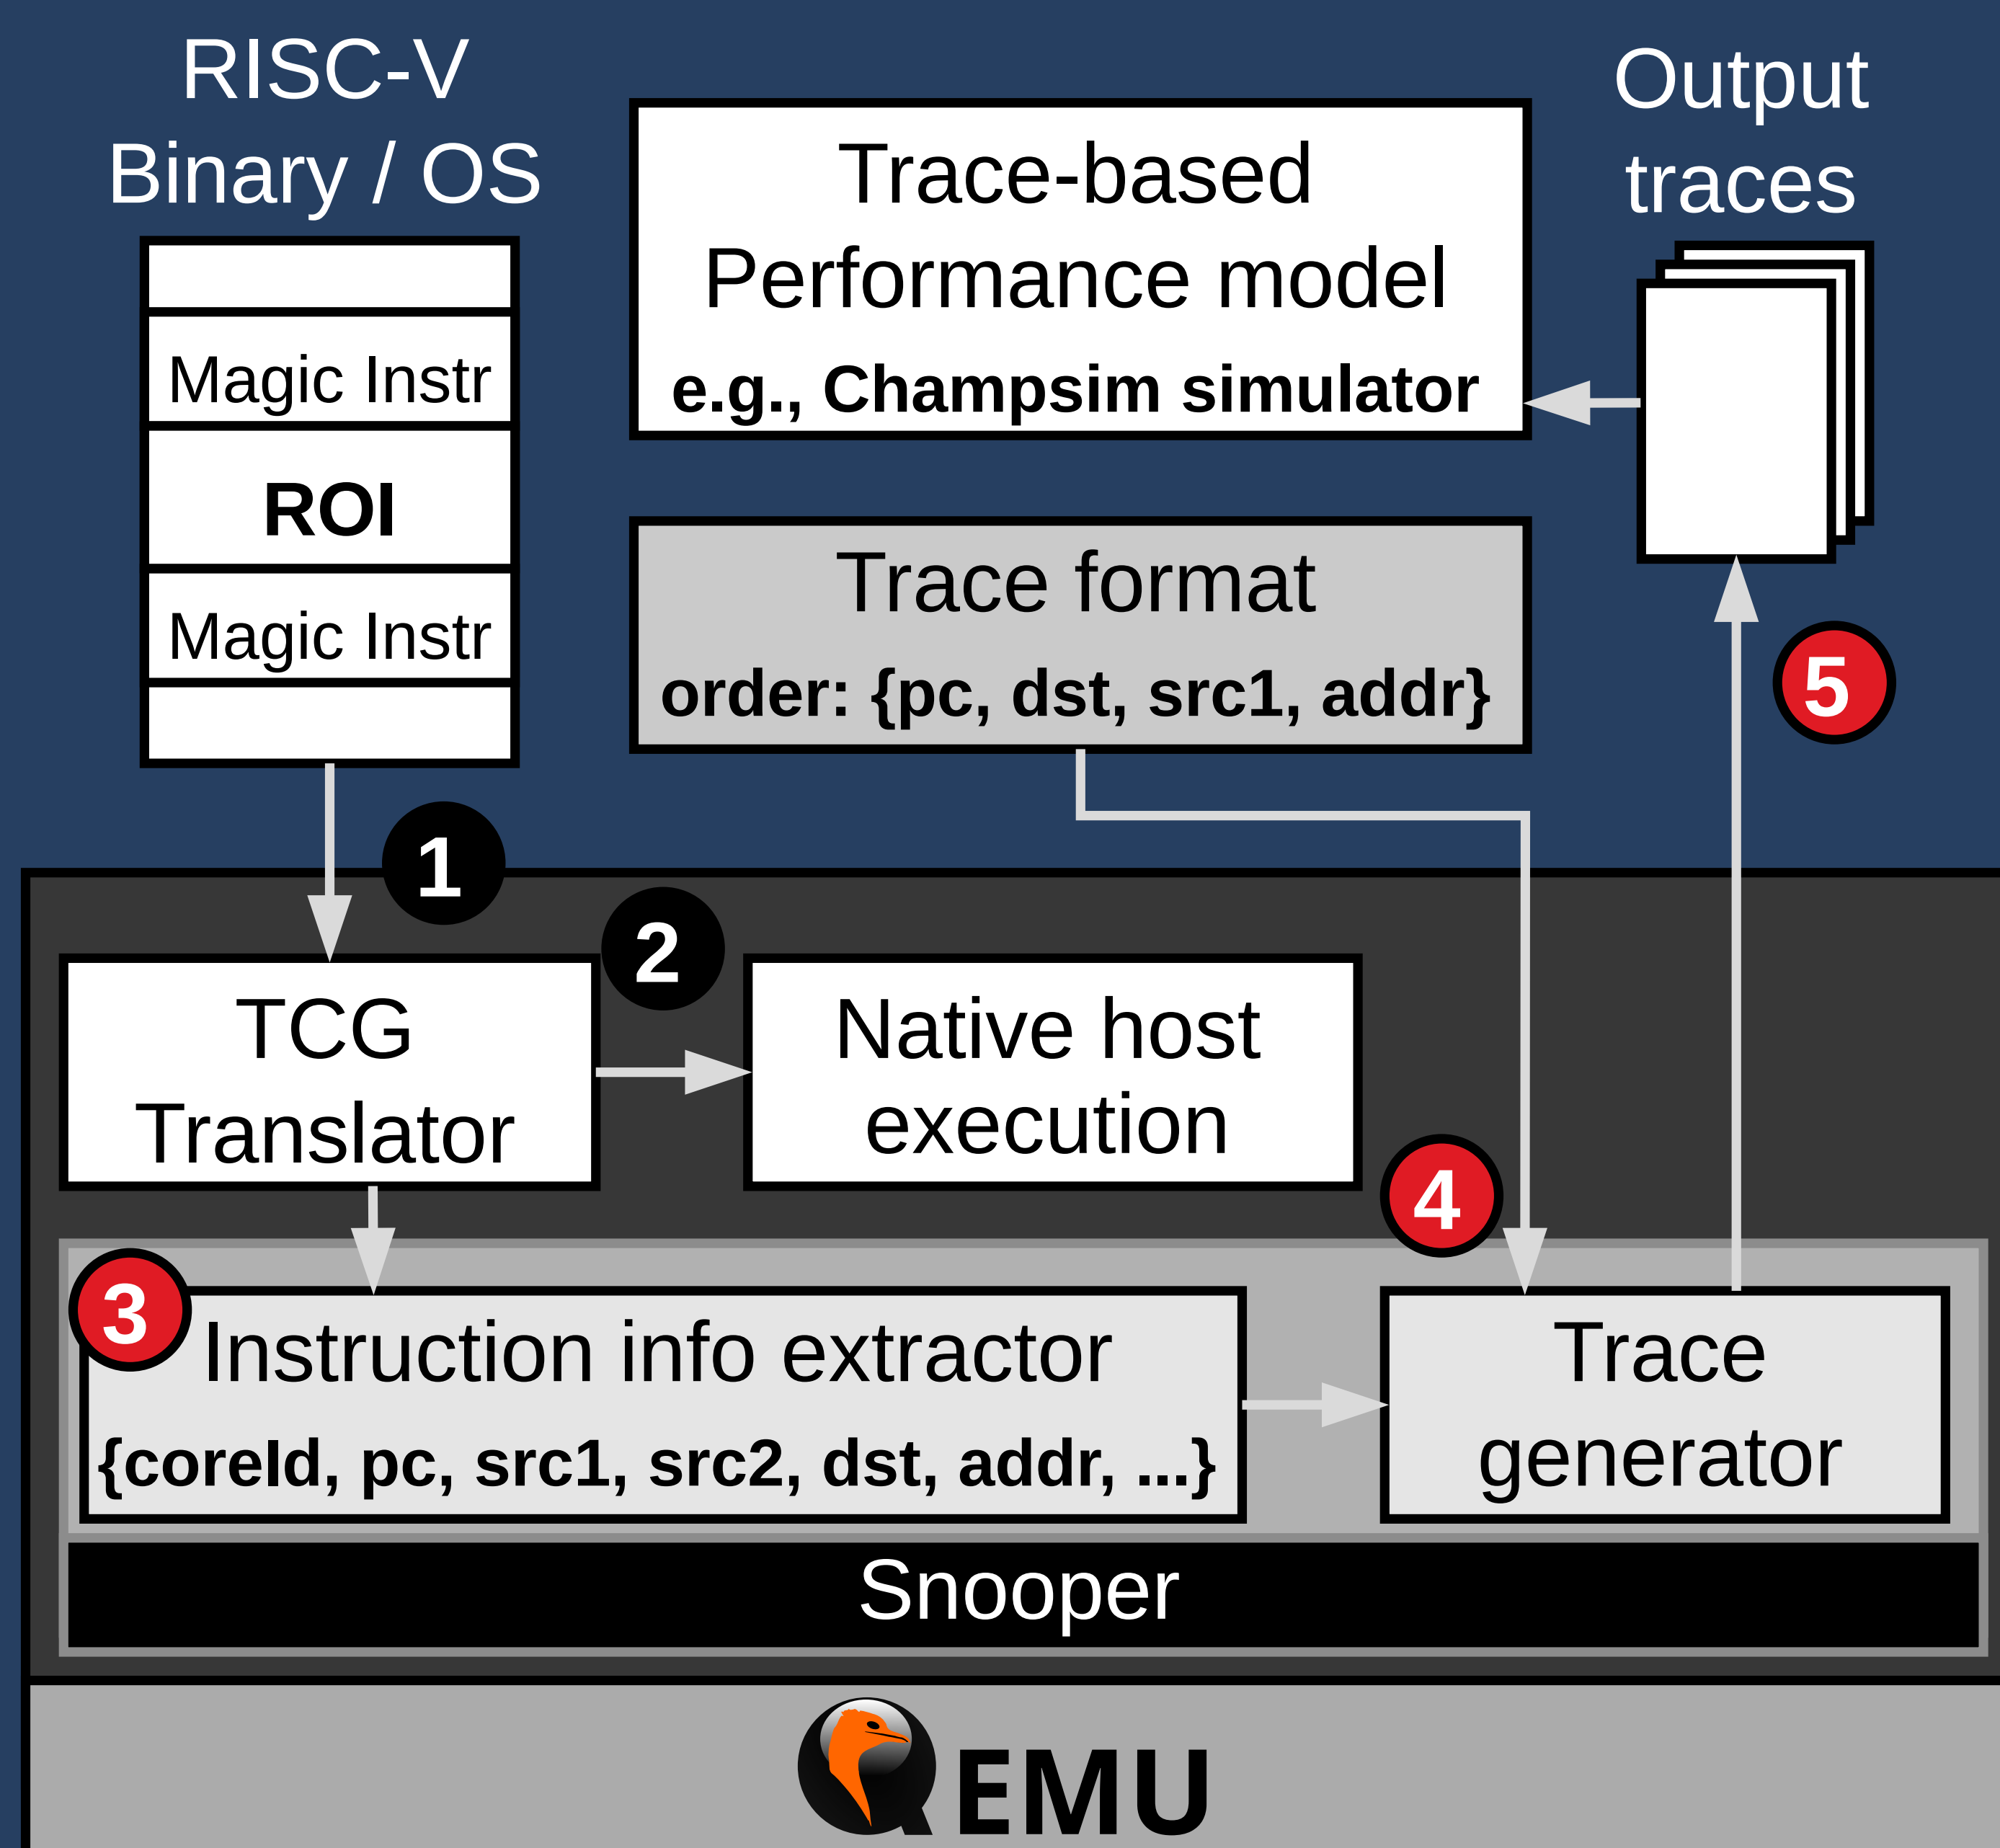 RISC-V
Binary / OS
Magic Instr
ROI
Magic Instr
Trace-based
Performance model
e.g., Champsim simulator
Output
traces
Trace format
order: {pc, dst, src1, addr}
5
1
2
TCG
Translator
Native host
execution
4
3
Instruction info extractor
{coreId, pc, src1, src2, dst, addr, ...}
Trace
generator
Snooper
QEMU